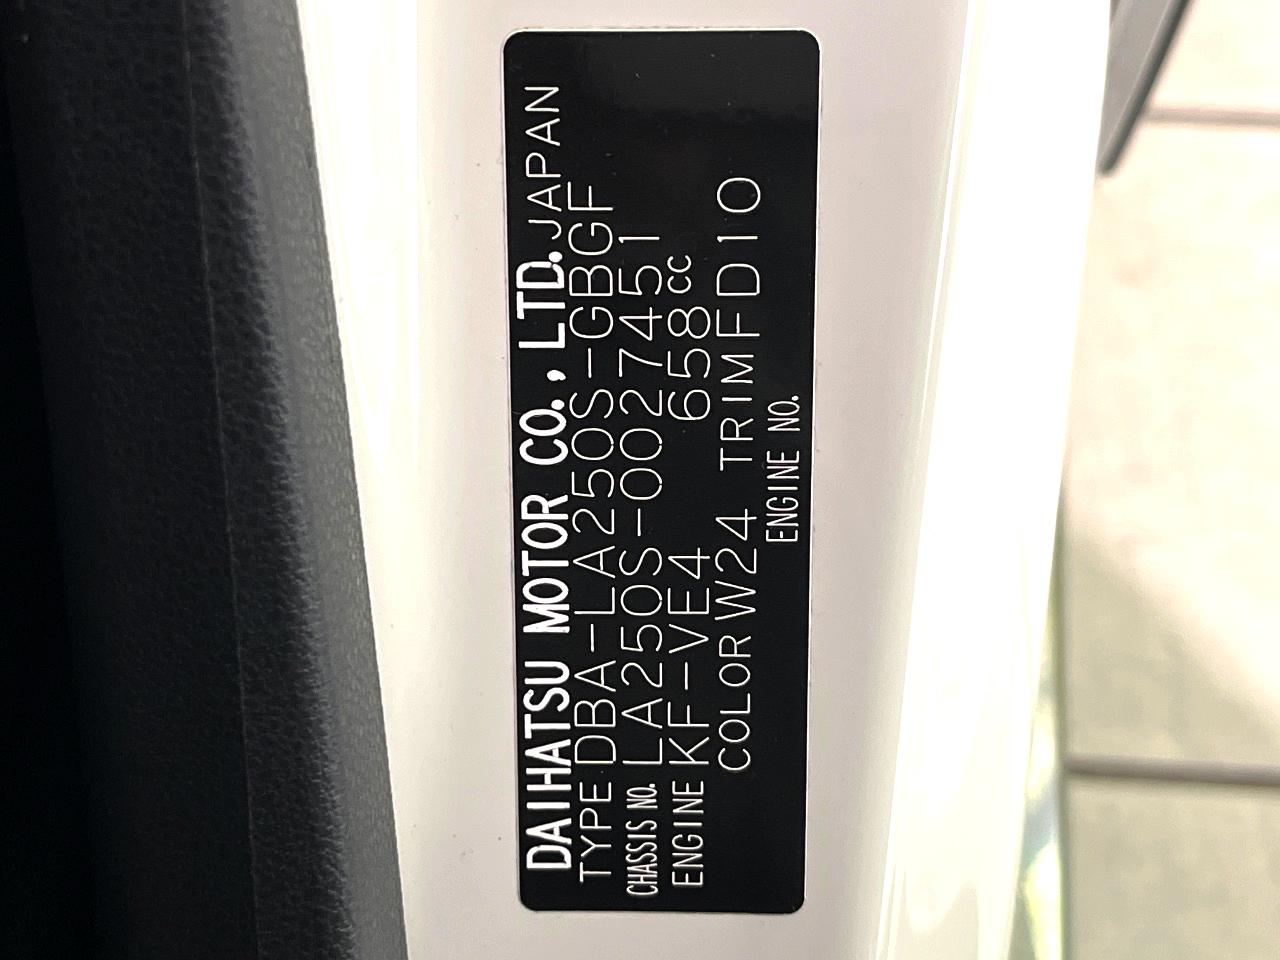 DAIHATSU MOTOR CO., LTD. JAPAN
TYPE DBA-LA250S-GBGF
CHASSIS NO. LA250S-0027451
ENGINE KF-VE4 658cc
COLOR W24 TRIM FD10
ENGINE NO.